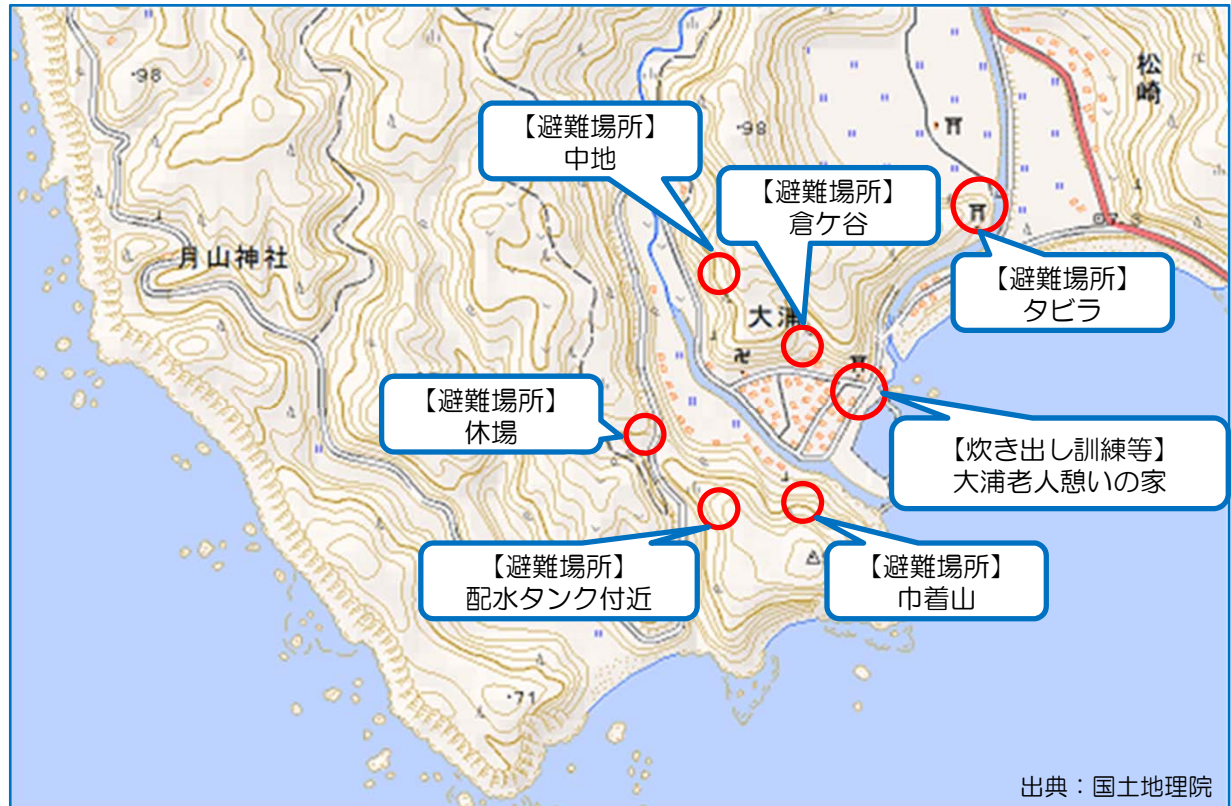 ・98
松崎
【避難場所】
中地
・98
【避難場所】
倉ケ谷
月山神社
【避難場所】
タビラ
大浦
【避難場所】
休場
【炊き出し訓練等】
大浦老人憩いの家
【避難場所】
配水タンク付近
【避難場所】
巾着山
・71
出典：国土地理院